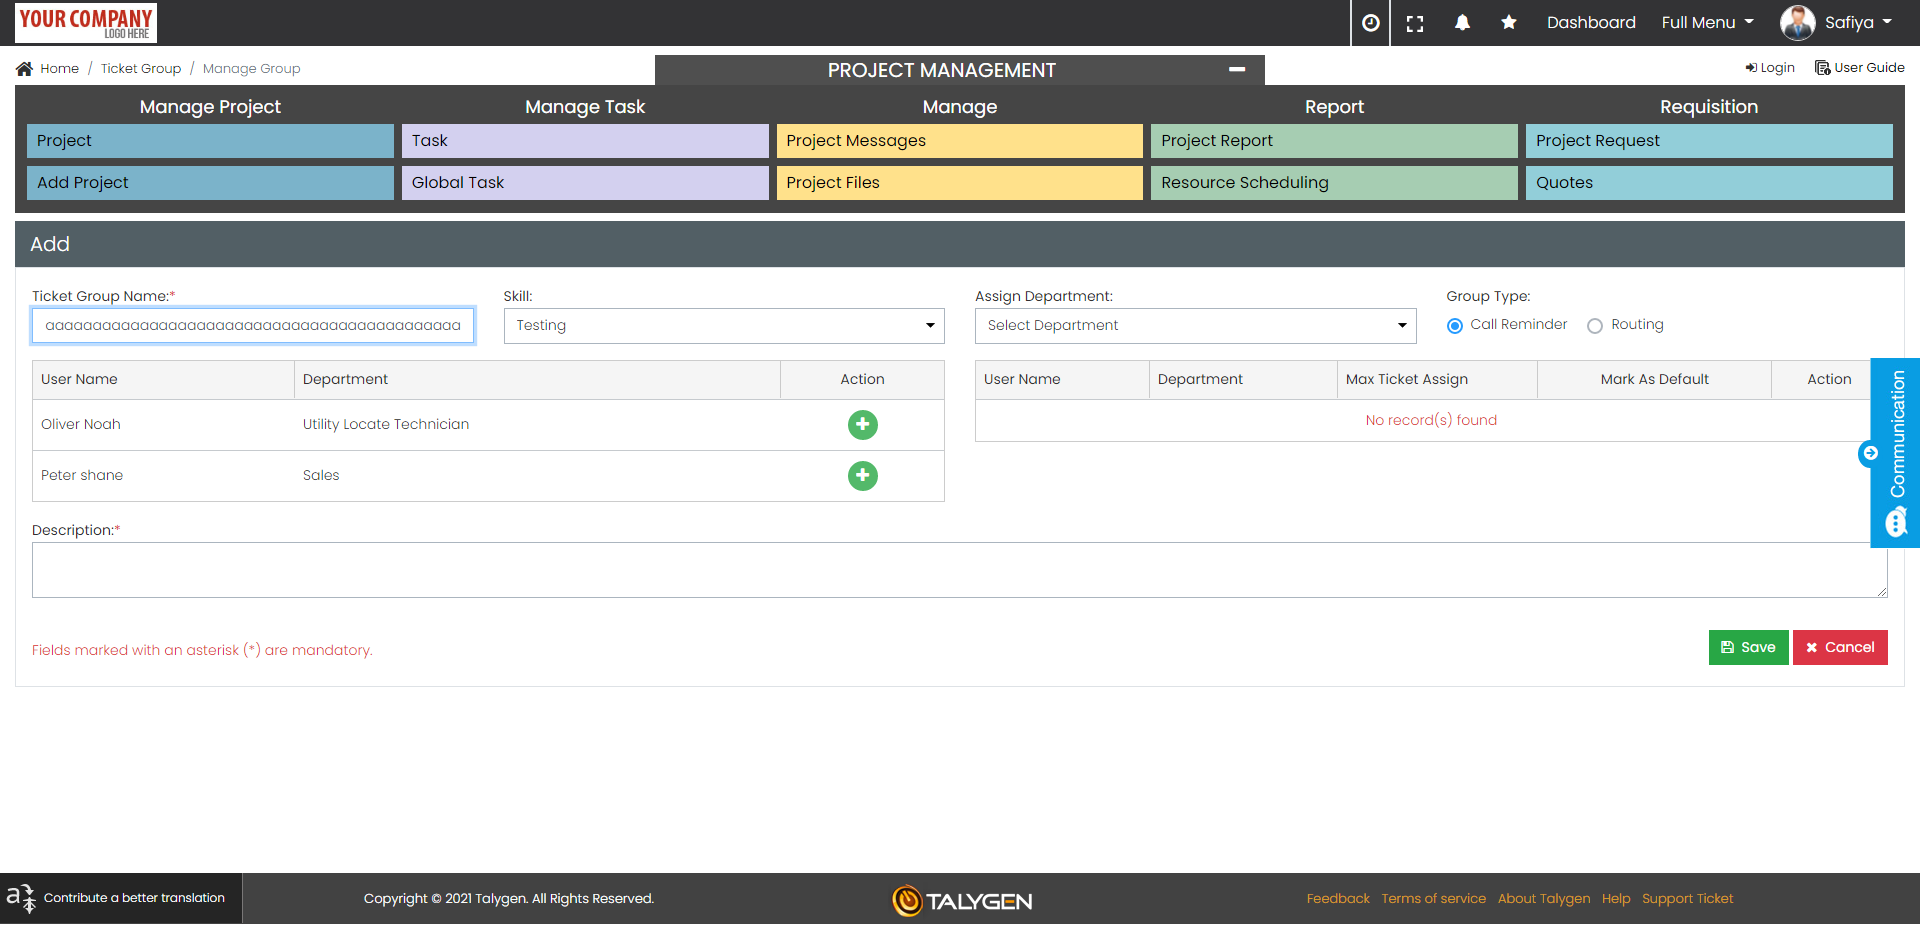 YOUR COMPANY
LOGO HERE
Dashboard
Full Menu
Safiya
Home / Ticket Group / Manage Group
PROJECT MANAGEMENT
Login
User Guide
Manage Project
Manage Task
Manage
Report
Requisition
Project
Task
Project Messages
Project Report
Project Request
Add Project
Global Task
Project Files
Resource Scheduling
Quotes
Add
Ticket Group Name:*
Skill:
Assign Department:
Group Type:
aaaaaaaaaaaaaaaaaaaaaaaaaaaaaaaaaaaaaaaaaaaa
Testing
Select Department
Call Reminder
Routing
User Name
Department
Action
User Name
Department
Max Ticket Assign
Mark As Default
Action
Oliver Noah
Utility Locate Technician
No record(s) found
Peter shane
Sales
Communication
Description:*
Fields marked with an asterisk (*) are mandatory.
Save
Cancel
Contribute a better translation
Copyright © 2021 Talygen. All Rights Reserved.
TALYGEN
Feedback
Terms of service
About Talygen
Help
Support Ticket